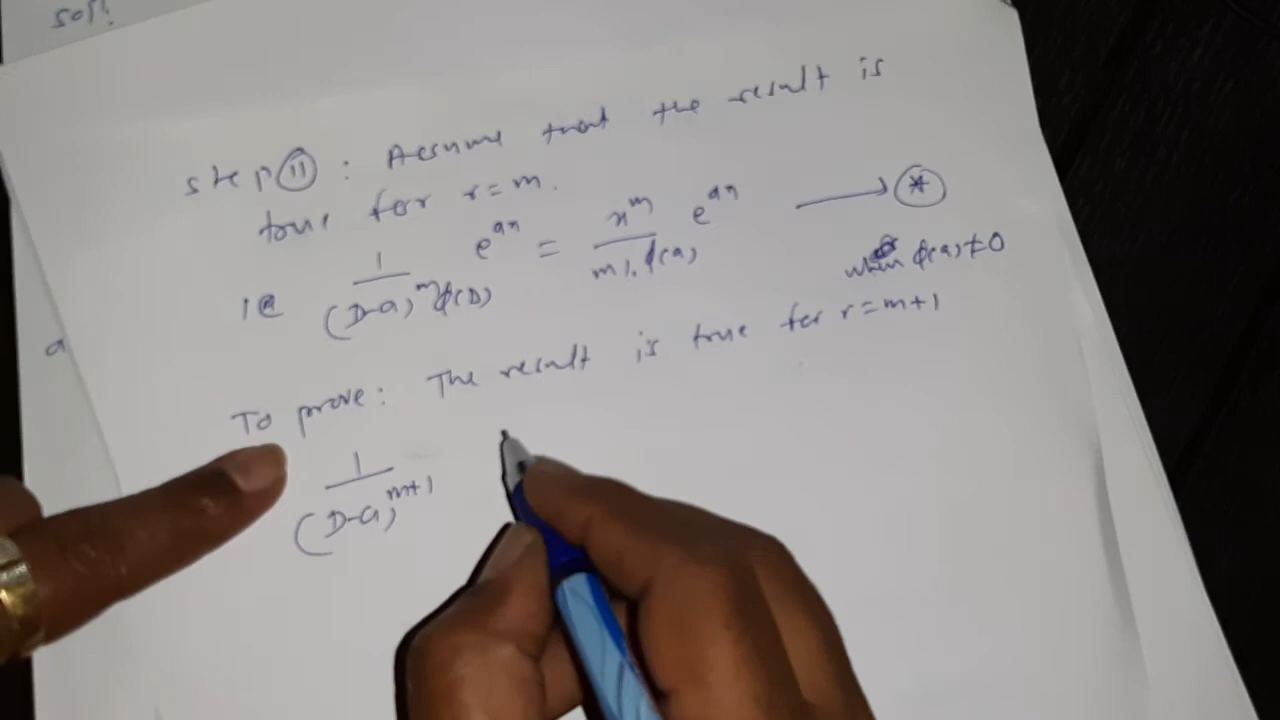 Sol!
Step (II) : Assume that the result is
true for r = m.
ie 1/(D-a)^m φ(D) e^ax = x^m/m!.φ(a) e^ax → (*)
when φ(a) ≠ 0
a
To prove: The result is true for r = m+1
1/(D-a)^m+1